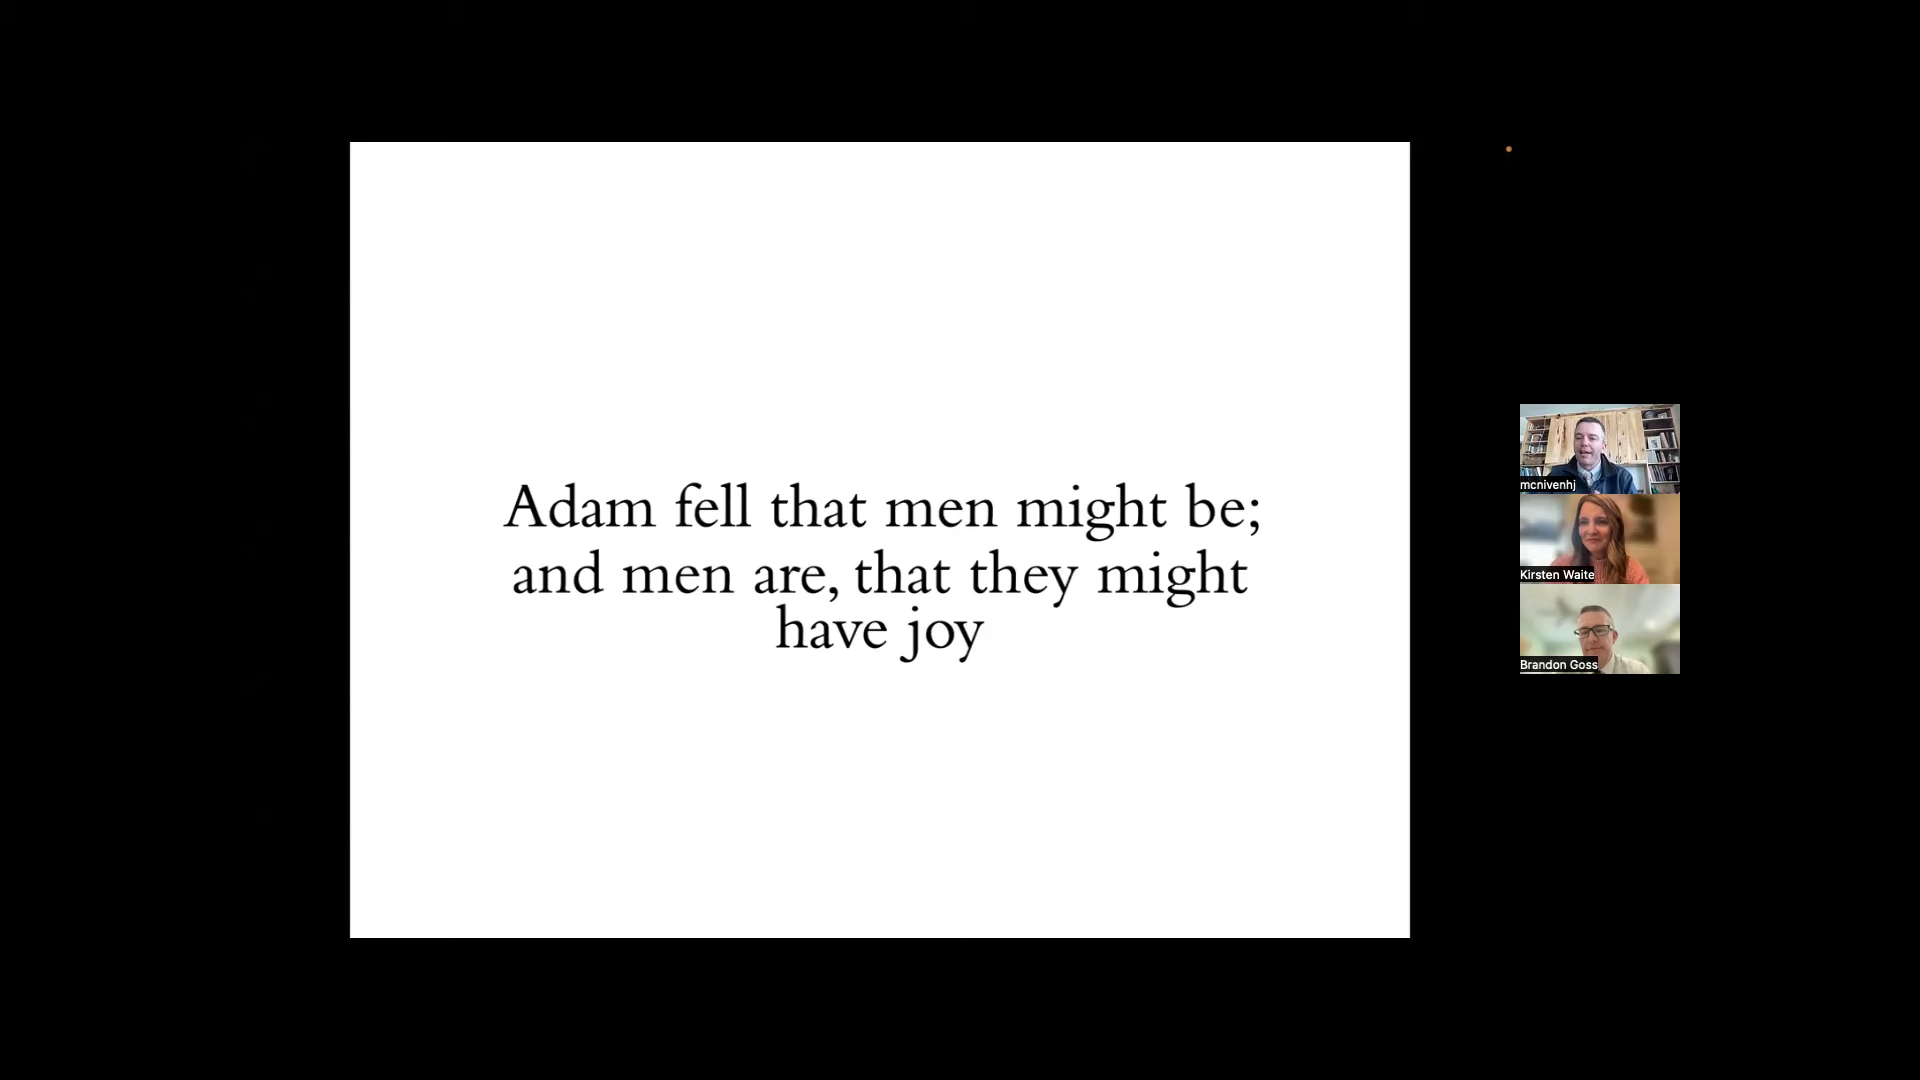 Adam fell that men might be;
and men are, that they might
have joy
mcnivenhj
Kirsten Waite
Brandon Goss